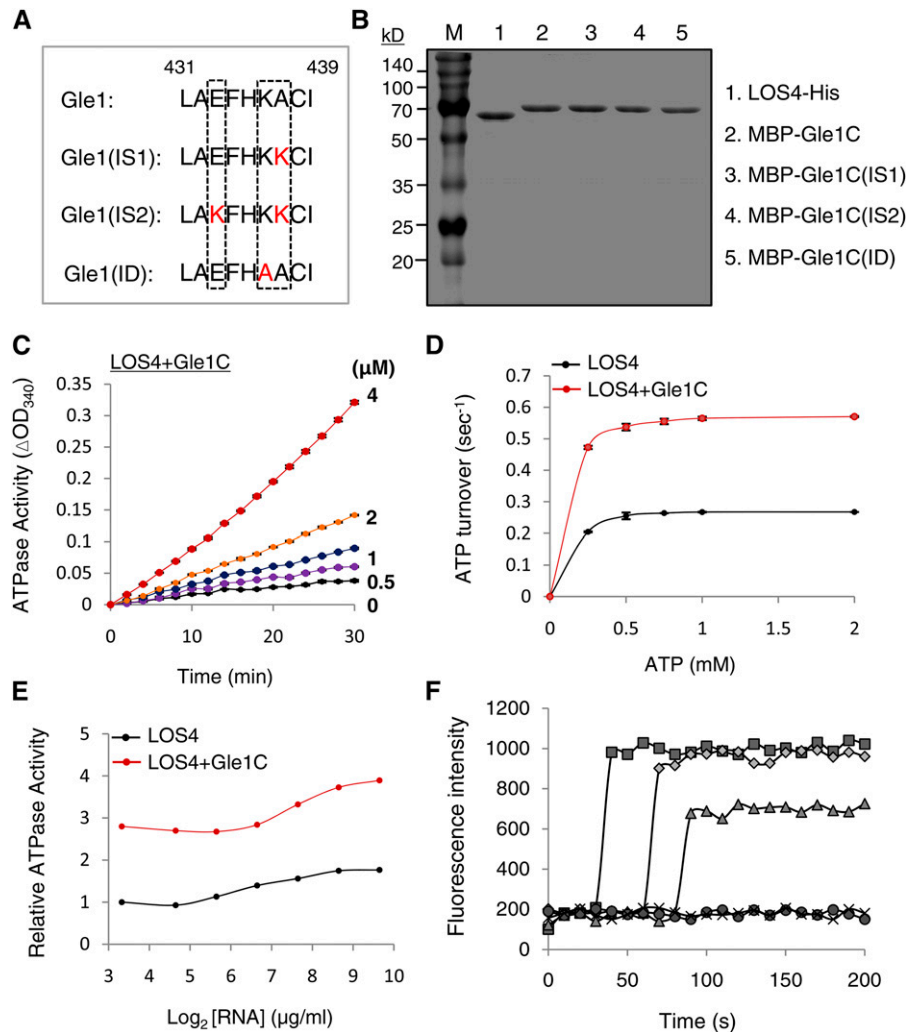 A
431 439
Gle1: LAEFHKACI
Gle1(IS1): LAEFHKKCI
Gle1(IS2): LAKFHKKCI
Gle1(ID): LAEFHAACI
B
kD M 1 2 3 4 5
140
100
70
50
35
25
20
1. LOS4-His
2. MBP-Gle1C
3. MBP-Gle1C(IS1)
4. MBP-Gle1C(IS2)
5. MBP-Gle1C(ID)
C
LOS4+Gle1C (µM)
ATPase Activity (△OD340)
0.35
0.3
0.25
0.2
0.15
0.1
0.05
0
4
2
1
0.5
0
0 10 20 30
Time (min)
D
LOS4
LOS4+Gle1C
ATP turnover (sec-1)
0.7
0.6
0.5
0.4
0.3
0.2
0.1
0
0 0.5 1 1.5 2
ATP (mM)
E
LOS4
LOS4+Gle1C
Relative ATPase Activity
5
4
3
2
1
0
3 4 5 6 7 8 9 10
Log2 [RNA] (µg/ml)
F
Fluorescence intensity
1200
1000
800
600
400
200
0
0 50 100 150 200
Time (s)